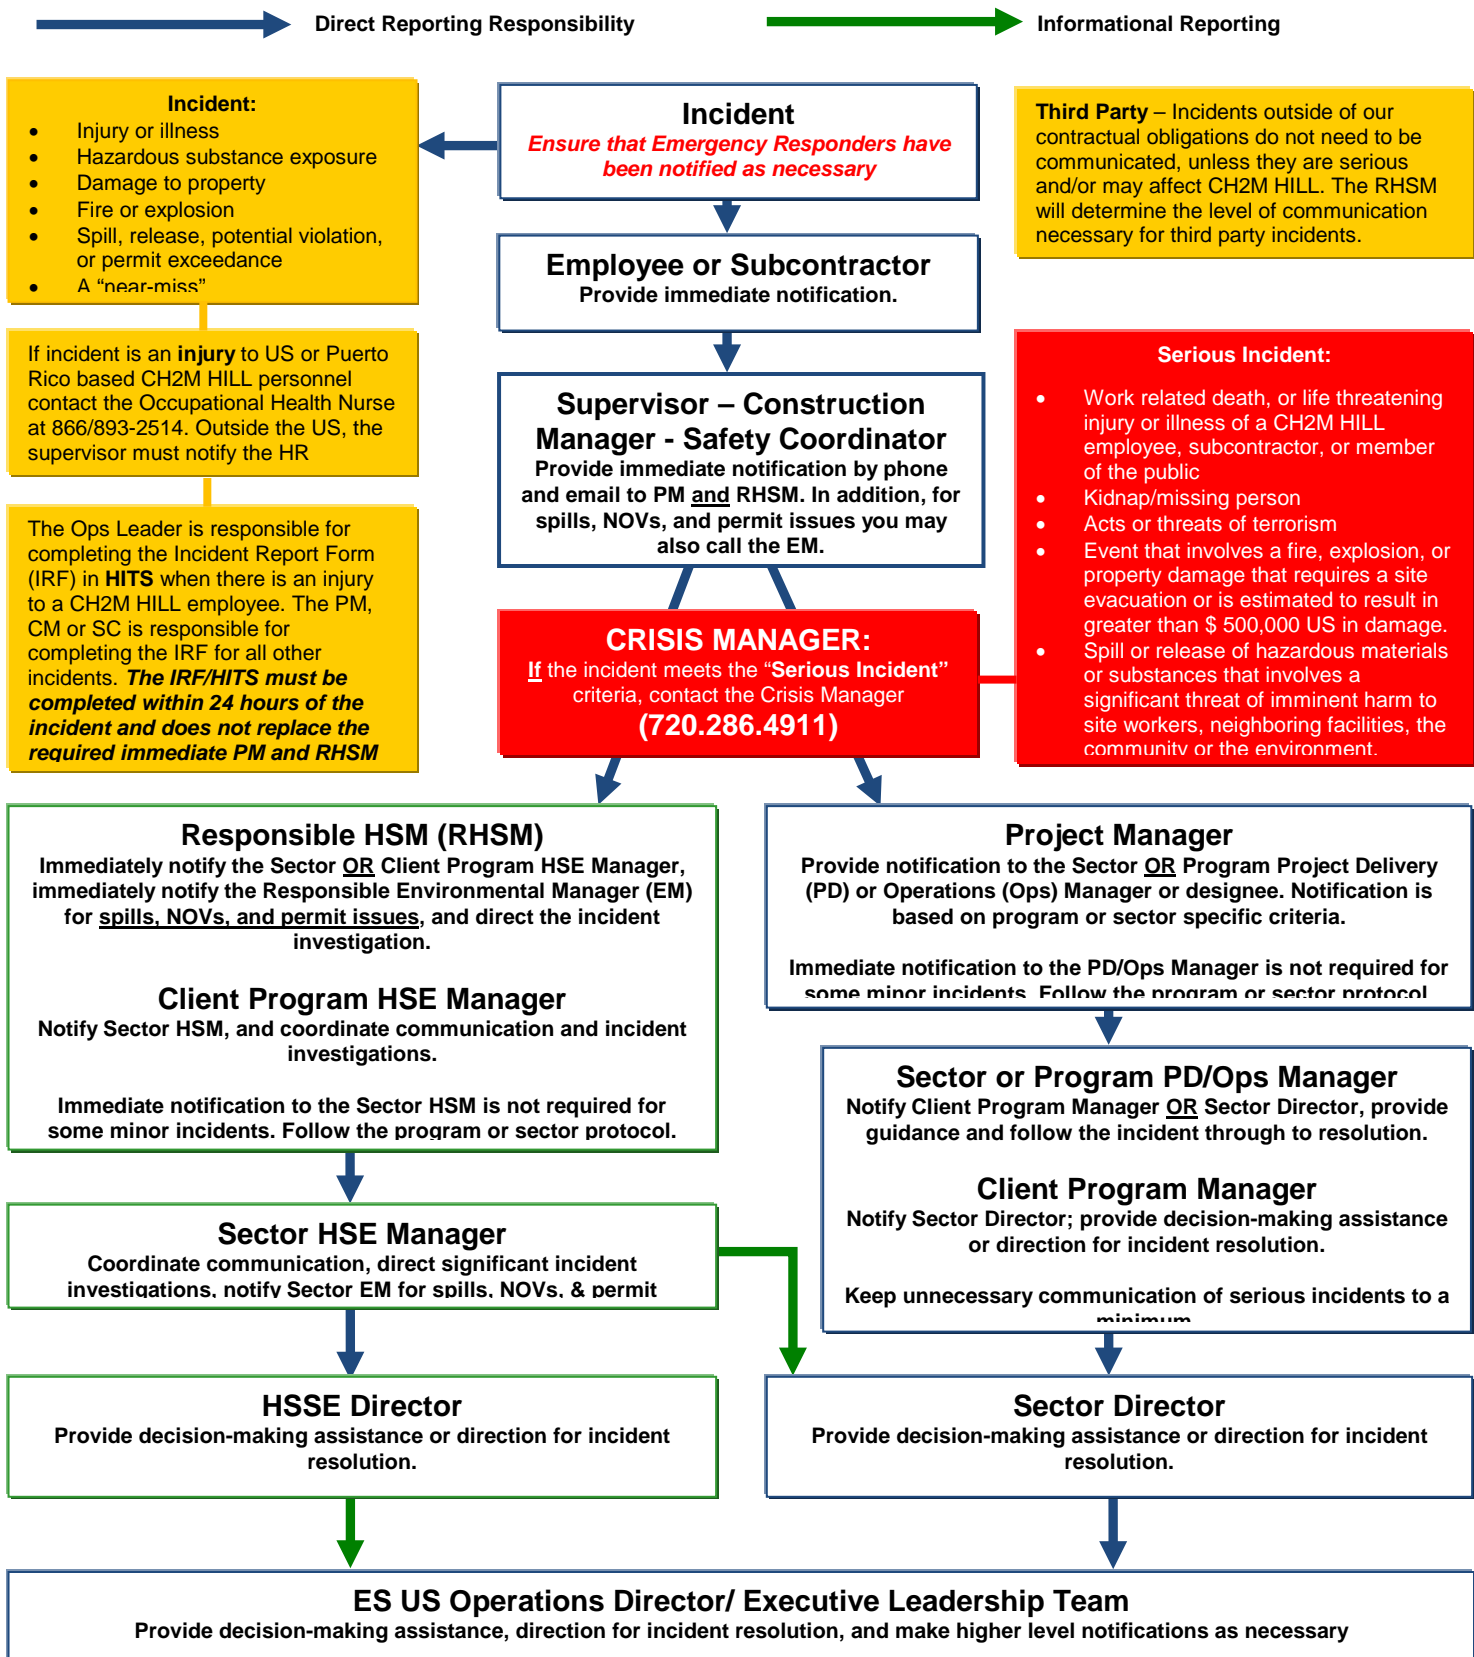 Direct Reporting Responsibility
Informational Reporting
Incident:
• Injury or illness
• Hazardous substance exposure
• Damage to property
• Fire or explosion
• Spill, release, potential violation,
or permit exceedance
• A “near-miss”
Incident
Ensure that Emergency Responders have
been notified as necessary
Third Party – Incidents outside of our
contractual obligations do not need to be
communicated, unless they are serious
and/or may affect CH2M HILL. The RHSM
will determine the level of communication
necessary for third party incidents.
Employee or Subcontractor
Provide immediate notification.
If incident is an injury to US or Puerto
Rico based CH2M HILL personnel
contact the Occupational Health Nurse
at 866/893-2514. Outside the US, the
supervisor must notify the HR
Supervisor – Construction
Manager - Safety Coordinator
Provide immediate notification by phone
and email to PM and RHSM. In addition, for
spills, NOVs, and permit issues you may
also call the EM.
Serious Incident:
• Work related death, or life threatening
injury or illness of a CH2M HILL
employee, subcontractor, or member
of the public
• Kidnap/missing person
• Acts or threats of terrorism
• Event that involves a fire, explosion, or
property damage that requires a site
evacuation or is estimated to result in
greater than $ 500,000 US in damage.
• Spill or release of hazardous materials
or substances that involves a
significant threat of imminent harm to
site workers, neighboring facilities, the
community or the environment.
The Ops Leader is responsible for
completing the Incident Report Form
(IRF) in HITS when there is an injury
to a CH2M HILL employee. The PM,
CM or SC is responsible for
completing the IRF for all other
incidents. The IRF/HITS must be
completed within 24 hours of the
incident and does not replace the
required immediate PM and RHSM
CRISIS MANAGER:
If the incident meets the “Serious Incident”
criteria, contact the Crisis Manager
(720.286.4911)
Responsible HSM (RHSM)
Immediately notify the Sector OR Client Program HSE Manager,
immediately notify the Responsible Environmental Manager (EM)
for spills, NOVs, and permit issues, and direct the incident
investigation.
Client Program HSE Manager
Notify Sector HSM, and coordinate communication and incident
investigations.
Immediate notification to the Sector HSM is not required for
some minor incidents. Follow the program or sector protocol.
Project Manager
Provide notification to the Sector OR Program Project Delivery
(PD) or Operations (Ops) Manager or designee. Notification is
based on program or sector specific criteria.
Immediate notification to the PD/Ops Manager is not required for
some minor incidents. Follow the program or sector protocol
Sector or Program PD/Ops Manager
Notify Client Program Manager OR Sector Director, provide
guidance and follow the incident through to resolution.
Client Program Manager
Notify Sector Director; provide decision-making assistance
or direction for incident resolution.
Keep unnecessary communication of serious incidents to a
minimum
Sector HSE Manager
Coordinate communication, direct significant incident
investigations, notify Sector EM for spills, NOVs, & permit
HSSE Director
Provide decision-making assistance or direction for incident
resolution.
Sector Director
Provide decision-making assistance or direction for incident
resolution.
ES US Operations Director/ Executive Leadership Team
Provide decision-making assistance, direction for incident resolution, and make higher level notifications as necessary